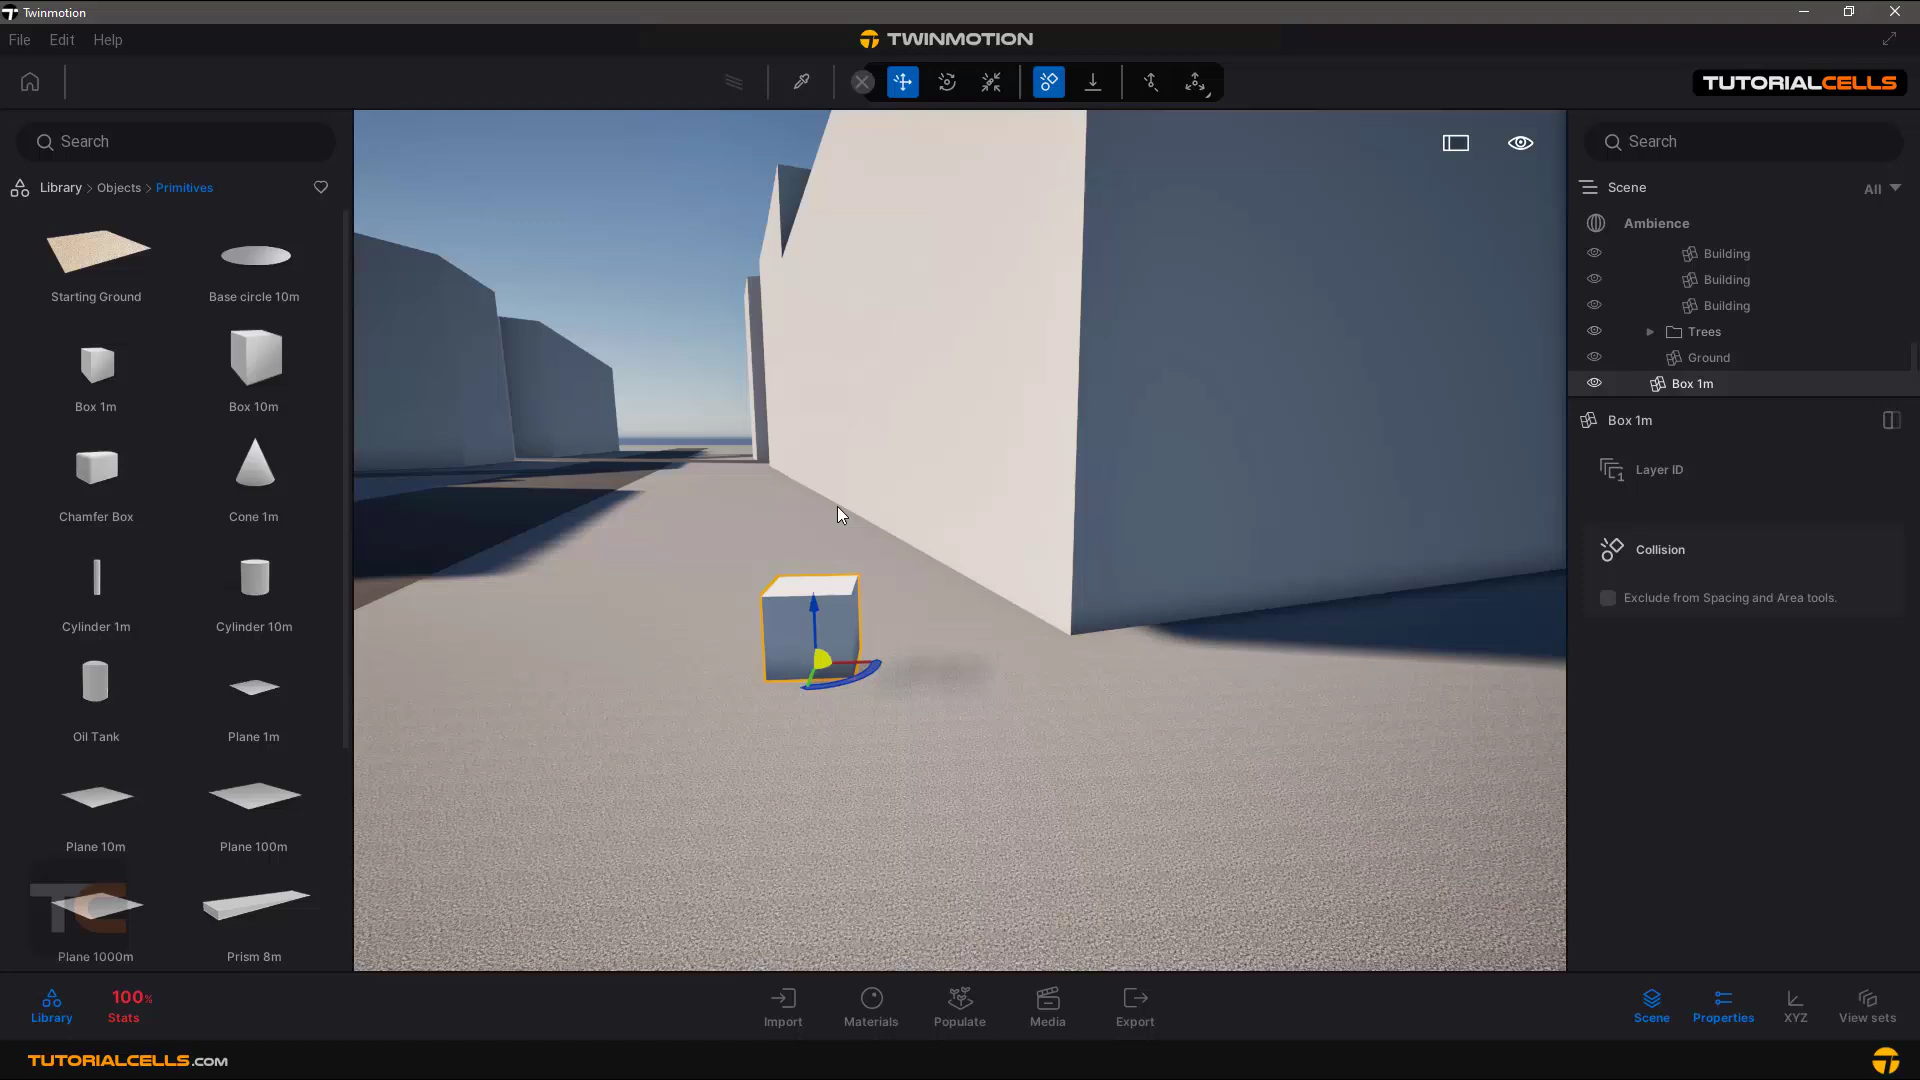 Twinmotion
File Edit Help
TWINMOTION
TUTORIALCELLS
Search
Library > Objects > Primitives
Starting Ground
Base circle 10m
Box 1m
Box 10m
Chamfer Box
Cone 1m
Cylinder 1m
Cylinder 10m
Oil Tank
Plane 1m
Plane 10m
Plane 100m
TC
Plane 1000m
Prism 8m
Search
Scene
All
Ambience
Building
Building
Building
Trees
Ground
Box 1m
Box 1m
1
Layer ID
Collision
Exclude from Spacing and Area tools.
Library
100%
Stats
Import
Materials
Populate
Media
Export
Scene
Properties
XYZ
View sets
TUTORIALCELLS.COM